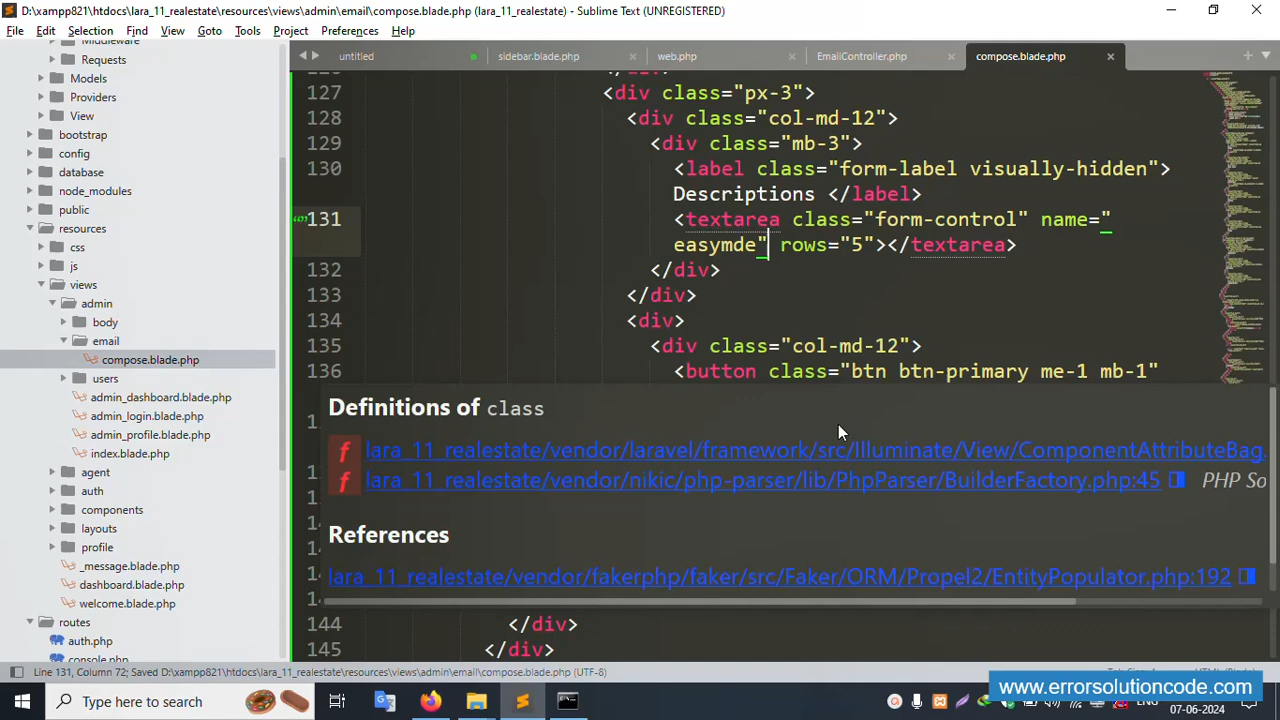 D:\xampp821\htdocs\lara_11_realestate\resources\views\admin\email\compose.blade.php (lara_11_realestate) - Sublime Text (UNREGISTERED)
File Edit Selection Find View Goto Tools Project Preferences Help
untitled sidebar.blade.php web.php EmailController.php compose.blade.php
Middleware
Requests
Models
Providers
View
bootstrap
config
database
node_modules
public
resources
css
js
views
admin
body
email
compose.blade.php
users
admin_dashboard.blade.php
admin_login.blade.php
admin_profile.blade.php
index.blade.php
agent
auth
components
layouts
profile
_message.blade.php
dashboard.blade.php
welcome.blade.php
routes
auth.php
console.php
127 <div class="px-3">
128 <div class="col-md-12">
129 <div class="mb-3">
130 <label class="form-label visually-hidden">
Descriptions </label>
131 <textarea class="form-control" name="
easymde" rows="5"></textarea>
132 </div>
133 </div>
134 <div>
135 <div class="col-md-12">
136 <button class="btn btn-primary me-1 mb-1"
Definitions of class
f lara_11_realestate/vendor/laravel/framework/src/Illuminate/View/ComponentAttributeBag.
f lara_11_realestate/vendor/nikic/php-parser/lib/PhpParser/BuilderFactory.php:45 PHP So
References
lara_11_realestate/vendor/fakerphp/faker/src/Faker/ORM/Propel2/EntityPopulator.php:192
144 </div>
145 </div>
Line 131, Column 72; Saved D:\xampp821\htdocs\lara_11_realestate\resources\views\admin\email\compose.blade.php (UTF-8)
www.errorsolutioncode.com
Type here to search
ENG
07-06-2024